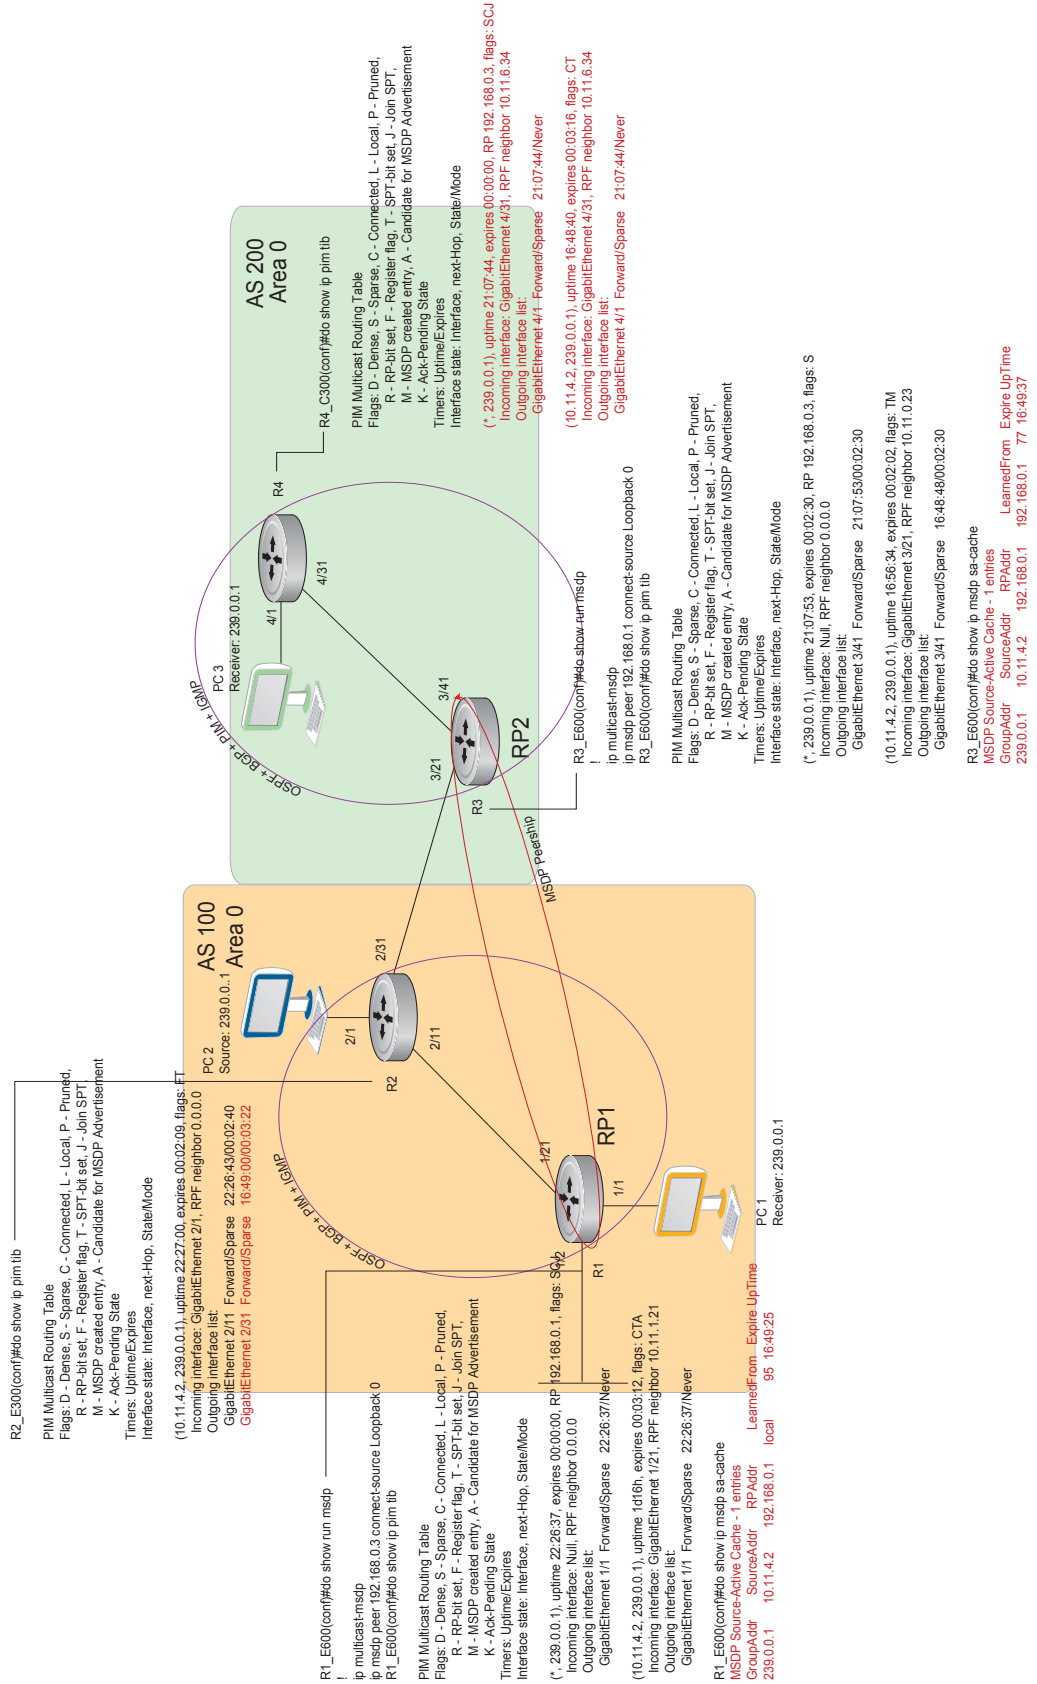 R2_E300(conf)#do show ip pim tib
PIM Multicast Routing Table
Flags: D - Dense, S - Sparse, C - Connected, L - Local, P - Pruned,
R - RP-bit set, F - Register flag, T - SPT-bit set, J - Join SPT,
M - MSDP created entry, A - Candidate for MSDP Advertisement
K - Ack-Pending State
Timers: Uptime/Expires
Interface state: Interface, next-Hop, State/Mode
(10.11.4.2, 239.0.0.1), uptime 22:27:00, expires 00:02:09, flags: FT
Incoming interface: GigabitEthernet 2/1, RPF neighbor 0.0.0.0
Outgoing interface list:
GigabitEthernet 2/11 Forward/Sparse 22:26:43/00:02:40
GigabitEthernet 2/31 Forward/Sparse 16:49:00/00:03:22
R1_E600(conf)#do show run msdp
!
ip multicast-msdp
ip msdp peer 192.168.0.3 connect-source Loopback 0
R1_E600(conf)#do show ip pim tib
PIM Multicast Routing Table
Flags: D - Dense, S - Sparse, C - Connected, L - Local, P - Pruned,
R - RP-bit set, F - Register flag, T - SPT-bit set, J - Join SPT,
M - MSDP created entry, A - Candidate for MSDP Advertisement
K - Ack-Pending State
Timers: Uptime/Expires
Interface state: Interface, next-Hop, State/Mode
(*, 239.0.0.1), uptime 22:26:37, expires 00:00:00, RP 192.168.0.1, flags:
Incoming interface: Null, RPF neighbor 0.0.0.0
Outgoing interface list:
GigabitEthernet 1/1 Forward/Sparse 22:26:37/Never
(10.11.4.2, 239.0.0.1), uptime 1d16h, expires 00:03:12, flags: CTA
Incoming interface: GigabitEthernet 1/21, RPF neighbor 10.11.1.21
Outgoing interface list:
GigabitEthernet 1/1 Forward/Sparse 22:26:37/Never
R1_E600(conf)#do show ip msdp sa-cache
MSDP Source-Active Cache - 1 entries
GroupAddr SourceAddr RPAddr LearnedFrom Expire UpTime
239.0.0.1 10.11.4.2 192.168.0.1 local 95 16:49:25
AS 100
Area 0
PC 2
Source: 239.0.0..1
2/1
2/31
2/11
R2
OSPF + BGP + PIM + IGMP
1/21
RP1
1/2
1/1
R1
PC 1
Receiver: 239.0.0.1
MSDP Peership
AS 200
Area 0
OSPF + BGP + PIM + IGMP
PC 3
Receiver: 239.0.0.1
4/1
4/31
R4
3/41
3/21
RP2
R3
R4_C300(conf)#do show ip pim tib
PIM Multicast Routing Table
Flags: D - Dense, S - Sparse, C - Connected, L - Local, P - Pruned,
R - RP-bit set, F - Register flag, T - SPT-bit set, J - Join SPT,
M - MSDP created entry, A - Candidate for MSDP Advertisement
K - Ack-Pending State
Timers: Uptime/Expires
Interface state: Interface, next-Hop, State/Mode
(*, 239.0.0.1), uptime 21:07:44, expires 00:00:00, RP 192.168.0.3, flags: SCJ
Incoming interface: GigabitEthernet 4/31, RPF neighbor 10.11.6.34
Outgoing interface list:
GigabitEthernet 4/1 Forward/Sparse 21:07:44/Never
(10.11.4.2, 239.0.0.1), uptime 16:48:40, expires 00:03:16, flags: CT
Incoming interface: GigabitEthernet 4/31, RPF neighbor 10.11.6.34
Outgoing interface list:
GigabitEthernet 4/1 Forward/Sparse 21:07:44/Never
R3_E600(conf)#do show run msdp
!
ip multicast-msdp
ip msdp peer 192.168.0.1 connect-source Loopback 0
R3_E600(conf)#do show ip pim tib
PIM Multicast Routing Table
Flags: D - Dense, S - Sparse, C - Connected, L - Local, P - Pruned,
R - RP-bit set, F - Register flag, T - SPT-bit set, J - Join SPT,
M - MSDP created entry, A - Candidate for MSDP Advertisement
K - Ack-Pending State
Timers: Uptime/Expires
Interface state: Interface, next-Hop, State/Mode
(*, 239.0.0.1), uptime 21:07:53, expires 00:02:30, RP 192.168.0.3, flags: S
Incoming interface: Null, RPF neighbor 0.0.0.0
Outgoing interface list:
GigabitEthernet 3/41 Forward/Sparse 21:07:53/00:02:30
(10.11.4.2, 239.0.0.1), uptime 16:56:34, expires 00:02:02, flags: TM
Incoming interface: GigabitEthernet 3/21, RPF neighbor 10.11.0.23
Outgoing interface list:
GigabitEthernet 3/41 Forward/Sparse 16:48:48/00:02:30
R3_E600(conf)#do show ip msdp sa-cache
MSDP Source-Active Cache - 1 entries
GroupAddr SourceAddr RPAddr LearnedFrom Expire UpTime
239.0.0.1 10.11.4.2 192.168.0.1 192.168.0.1 77 16:49:37